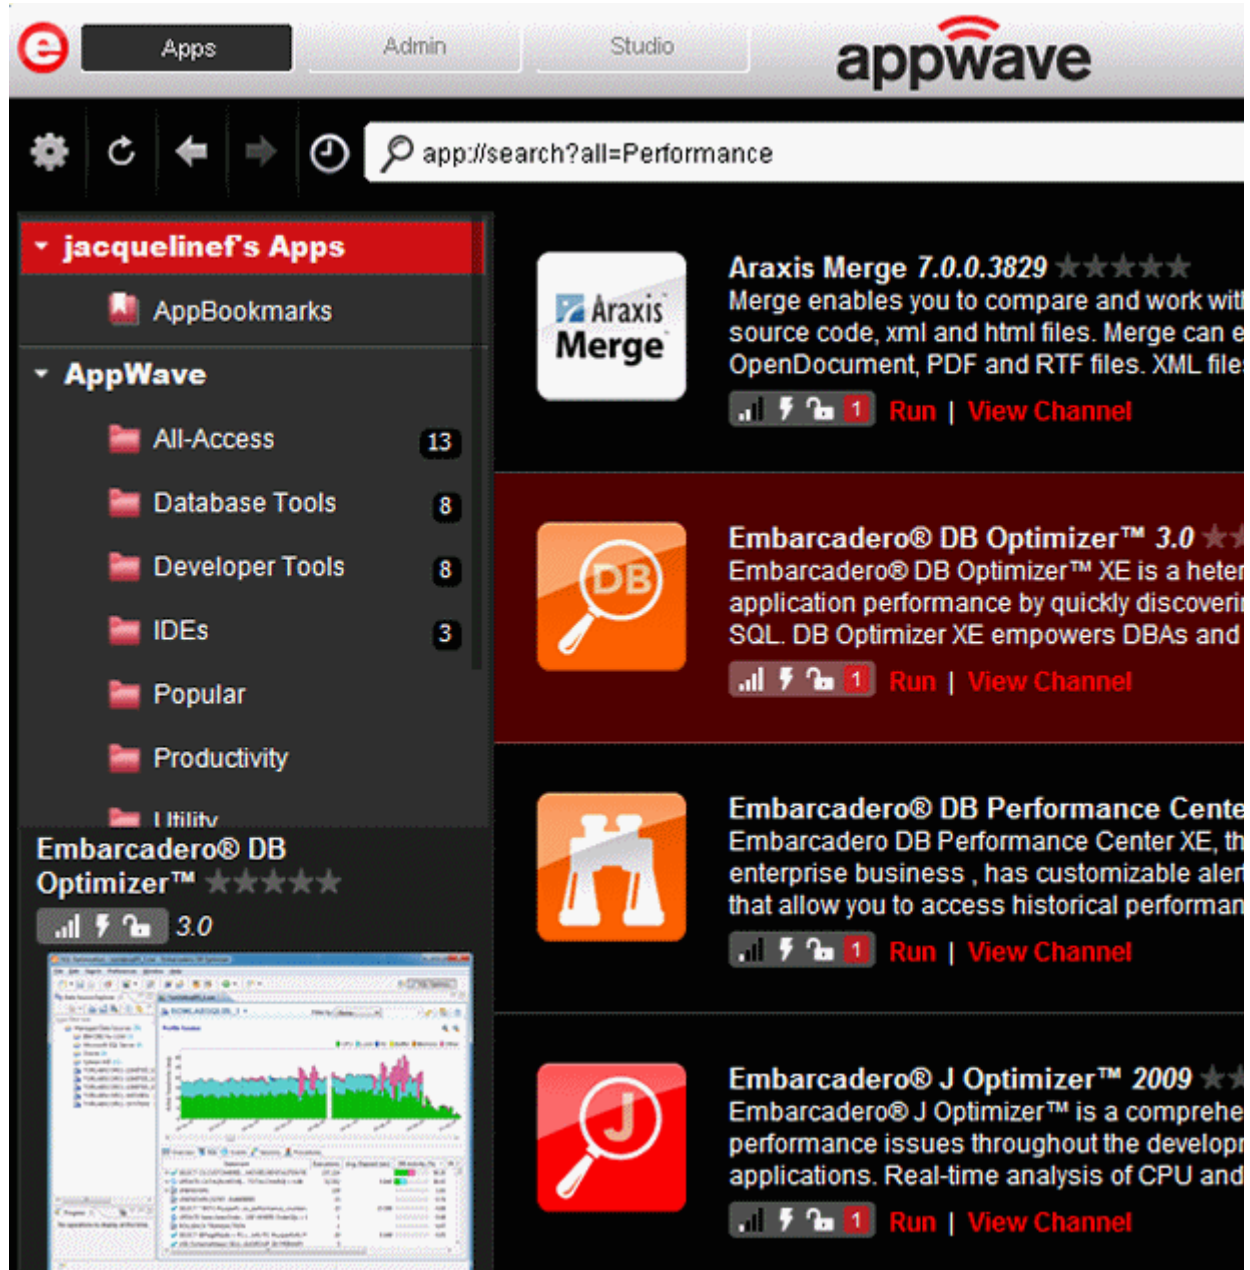 e
Apps
Admin
Studio
appwave
app://search?all=Performance
jacquelinef's Apps
AppBookmarks
AppWave
All-Access 13
Database Tools 8
Developer Tools 8
IDEs 3
Popular
Productivity
Utility
Embarcadero® DB
Optimizer™
3.0
Araxis
Merge
Araxis Merge 7.0.0.3829
Merge enables you to compare and work with
source code, xml and html files. Merge can e
OpenDocument, PDF and RTF files. XML files
1 Run | View Channel
DB
Embarcadero® DB Optimizer™ 3.0
Embarcadero® DB Optimizer™ XE is a heter
application performance by quickly discoverin
SQL. DB Optimizer XE empowers DBAs and
1 Run | View Channel
Embarcadero® DB Performance Cente
Embarcadero DB Performance Center XE, th
enterprise business , has customizable alert
that allow you to access historical performan
1 Run | View Channel
J
Embarcadero® J Optimizer™ 2009
Embarcadero® J Optimizer™ is a comprehe
performance issues throughout the developm
applications. Real-time analysis of CPU and
1 Run | View Channel